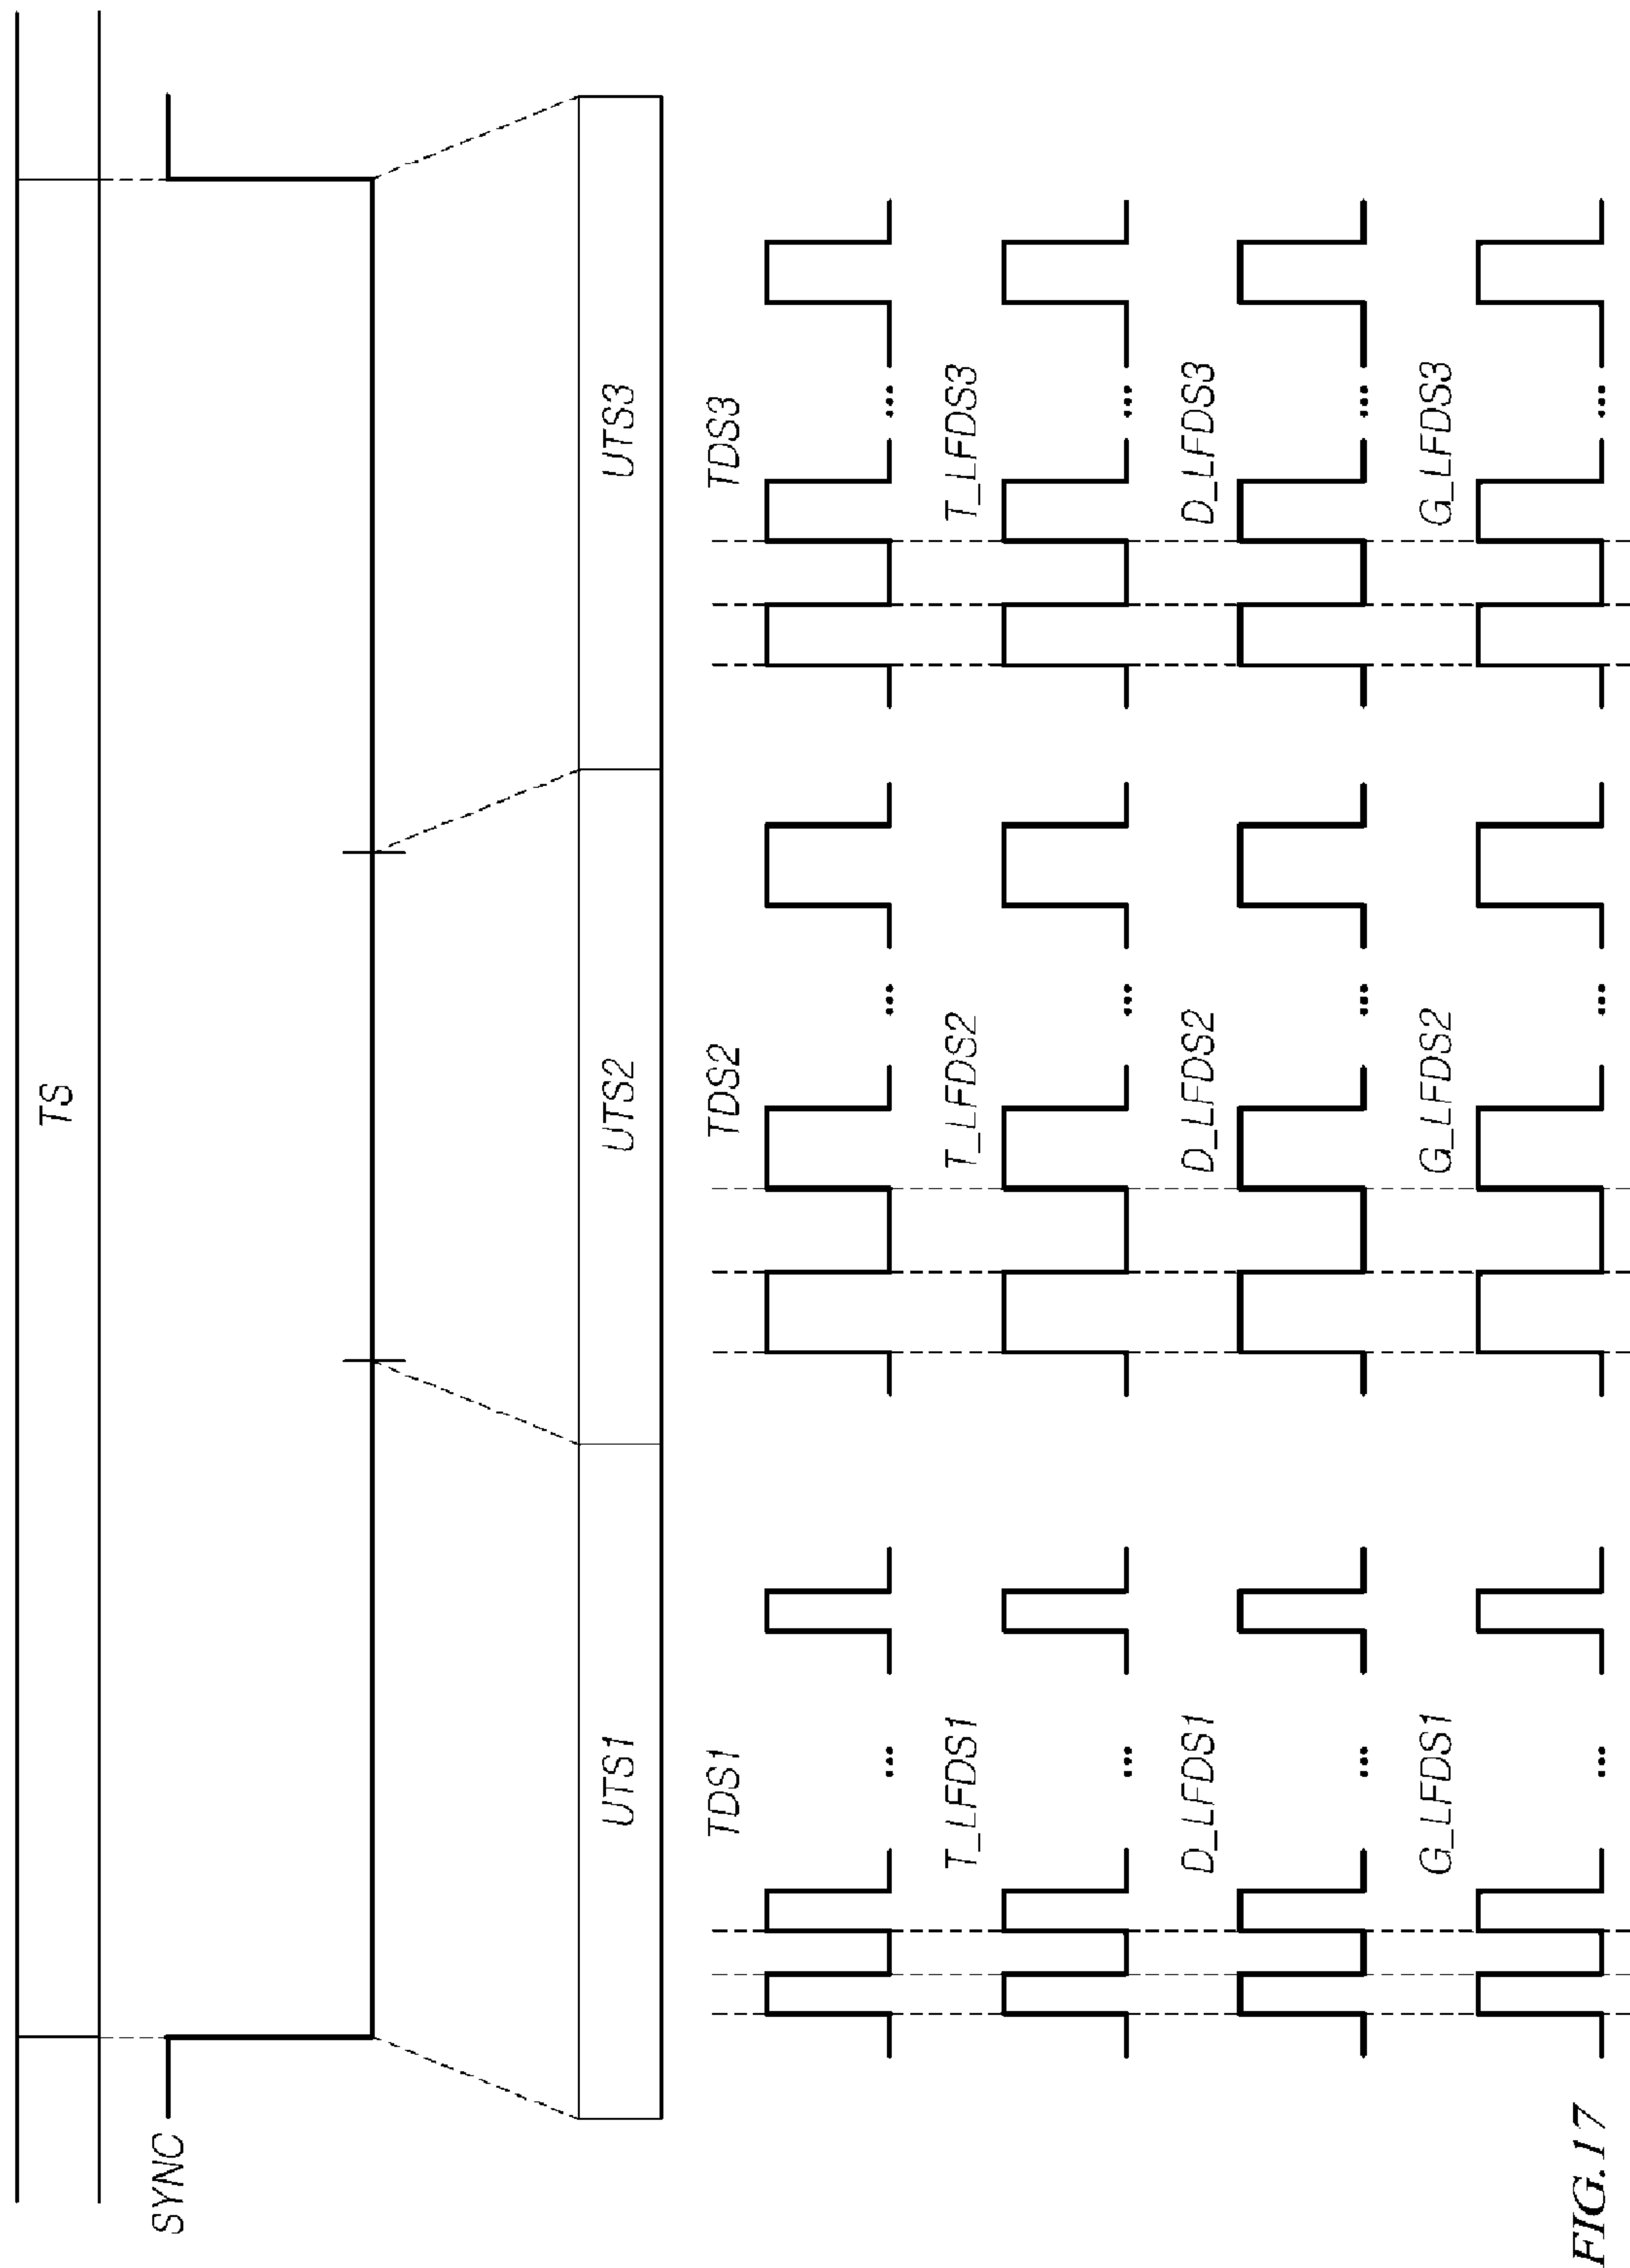 TS
SYNC
UTS1 UTS2 UTS3
TDS1 TDS2 TDS3
T_LFDS1 T_LFDS2 T_LFDS3
D_LFDS1 D_LFDS2 D_LFDS3
G_LFDS1 G_LFDS2 G_LFDS3
FIG.17